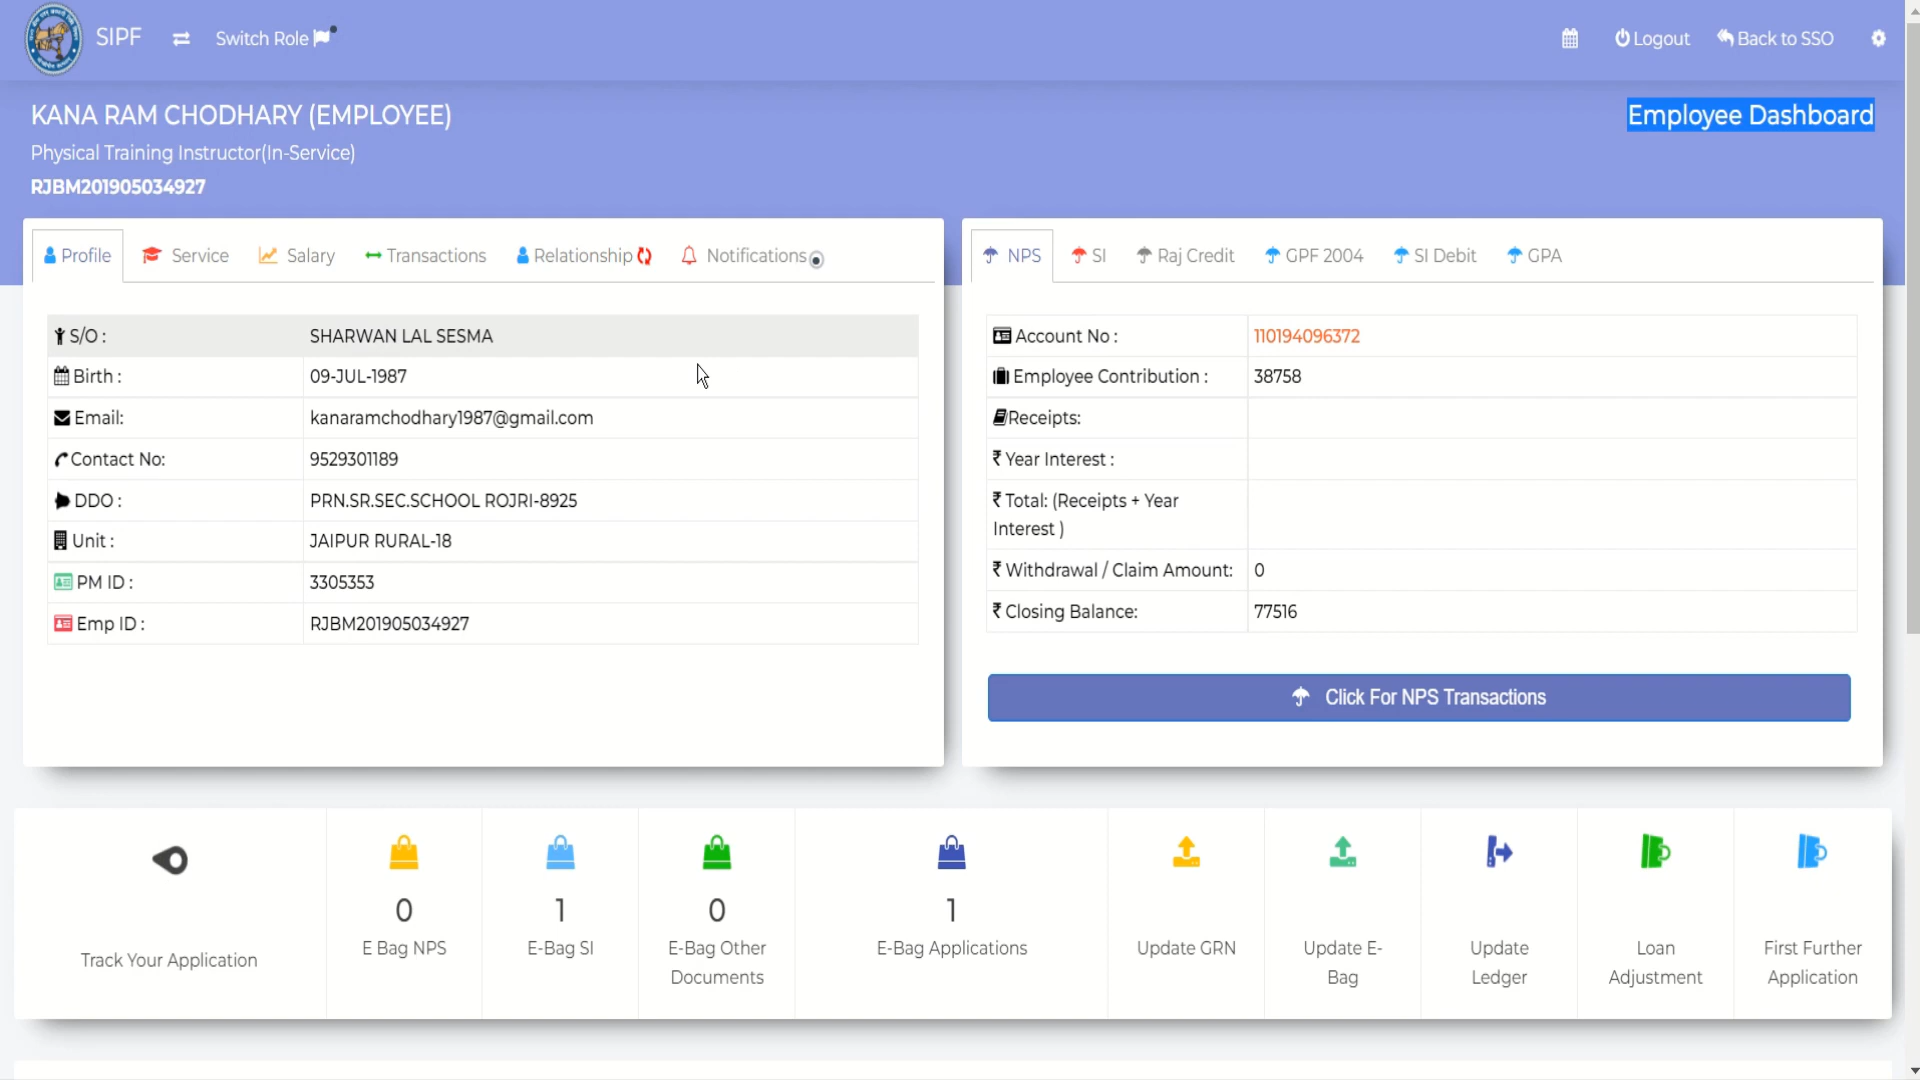 SIPF
Switch Role
Logout
Back to SSO
KANA RAM CHODHARY (EMPLOYEE)
Employee Dashboard
Physical Training Instructor(In-Service)
RJBM201905034927
Profile
Service
Salary
Transactions
Relationship
Notifications
S/O : SHARWAN LAL SESMA
Birth : 09-JUL-1987
Email: kanaramchodhary1987@gmail.com
Contact No: 9529301189
DDO : PRN.SR.SEC.SCHOOL ROJRI-8925
Unit : JAIPUR RURAL-18
PM ID : 3305353
Emp ID : RJBM201905034927
NPS
SI
Raj Credit
GPF 2004
SI Debit
GPA
Account No : 110194096372
Employee Contribution : 38758
Receipts:
₹ Year Interest :
₹ Total: (Receipts + Year
Interest )
₹ Withdrawal / Claim Amount: 0
₹ Closing Balance: 77516
Click For NPS Transactions
Track Your Application
0
E Bag NPS
1
E-Bag SI
0
E-Bag Other
Documents
1
E-Bag Applications
Update GRN
Update E-
Bag
Update
Ledger
Loan
Adjustment
First Further
Application